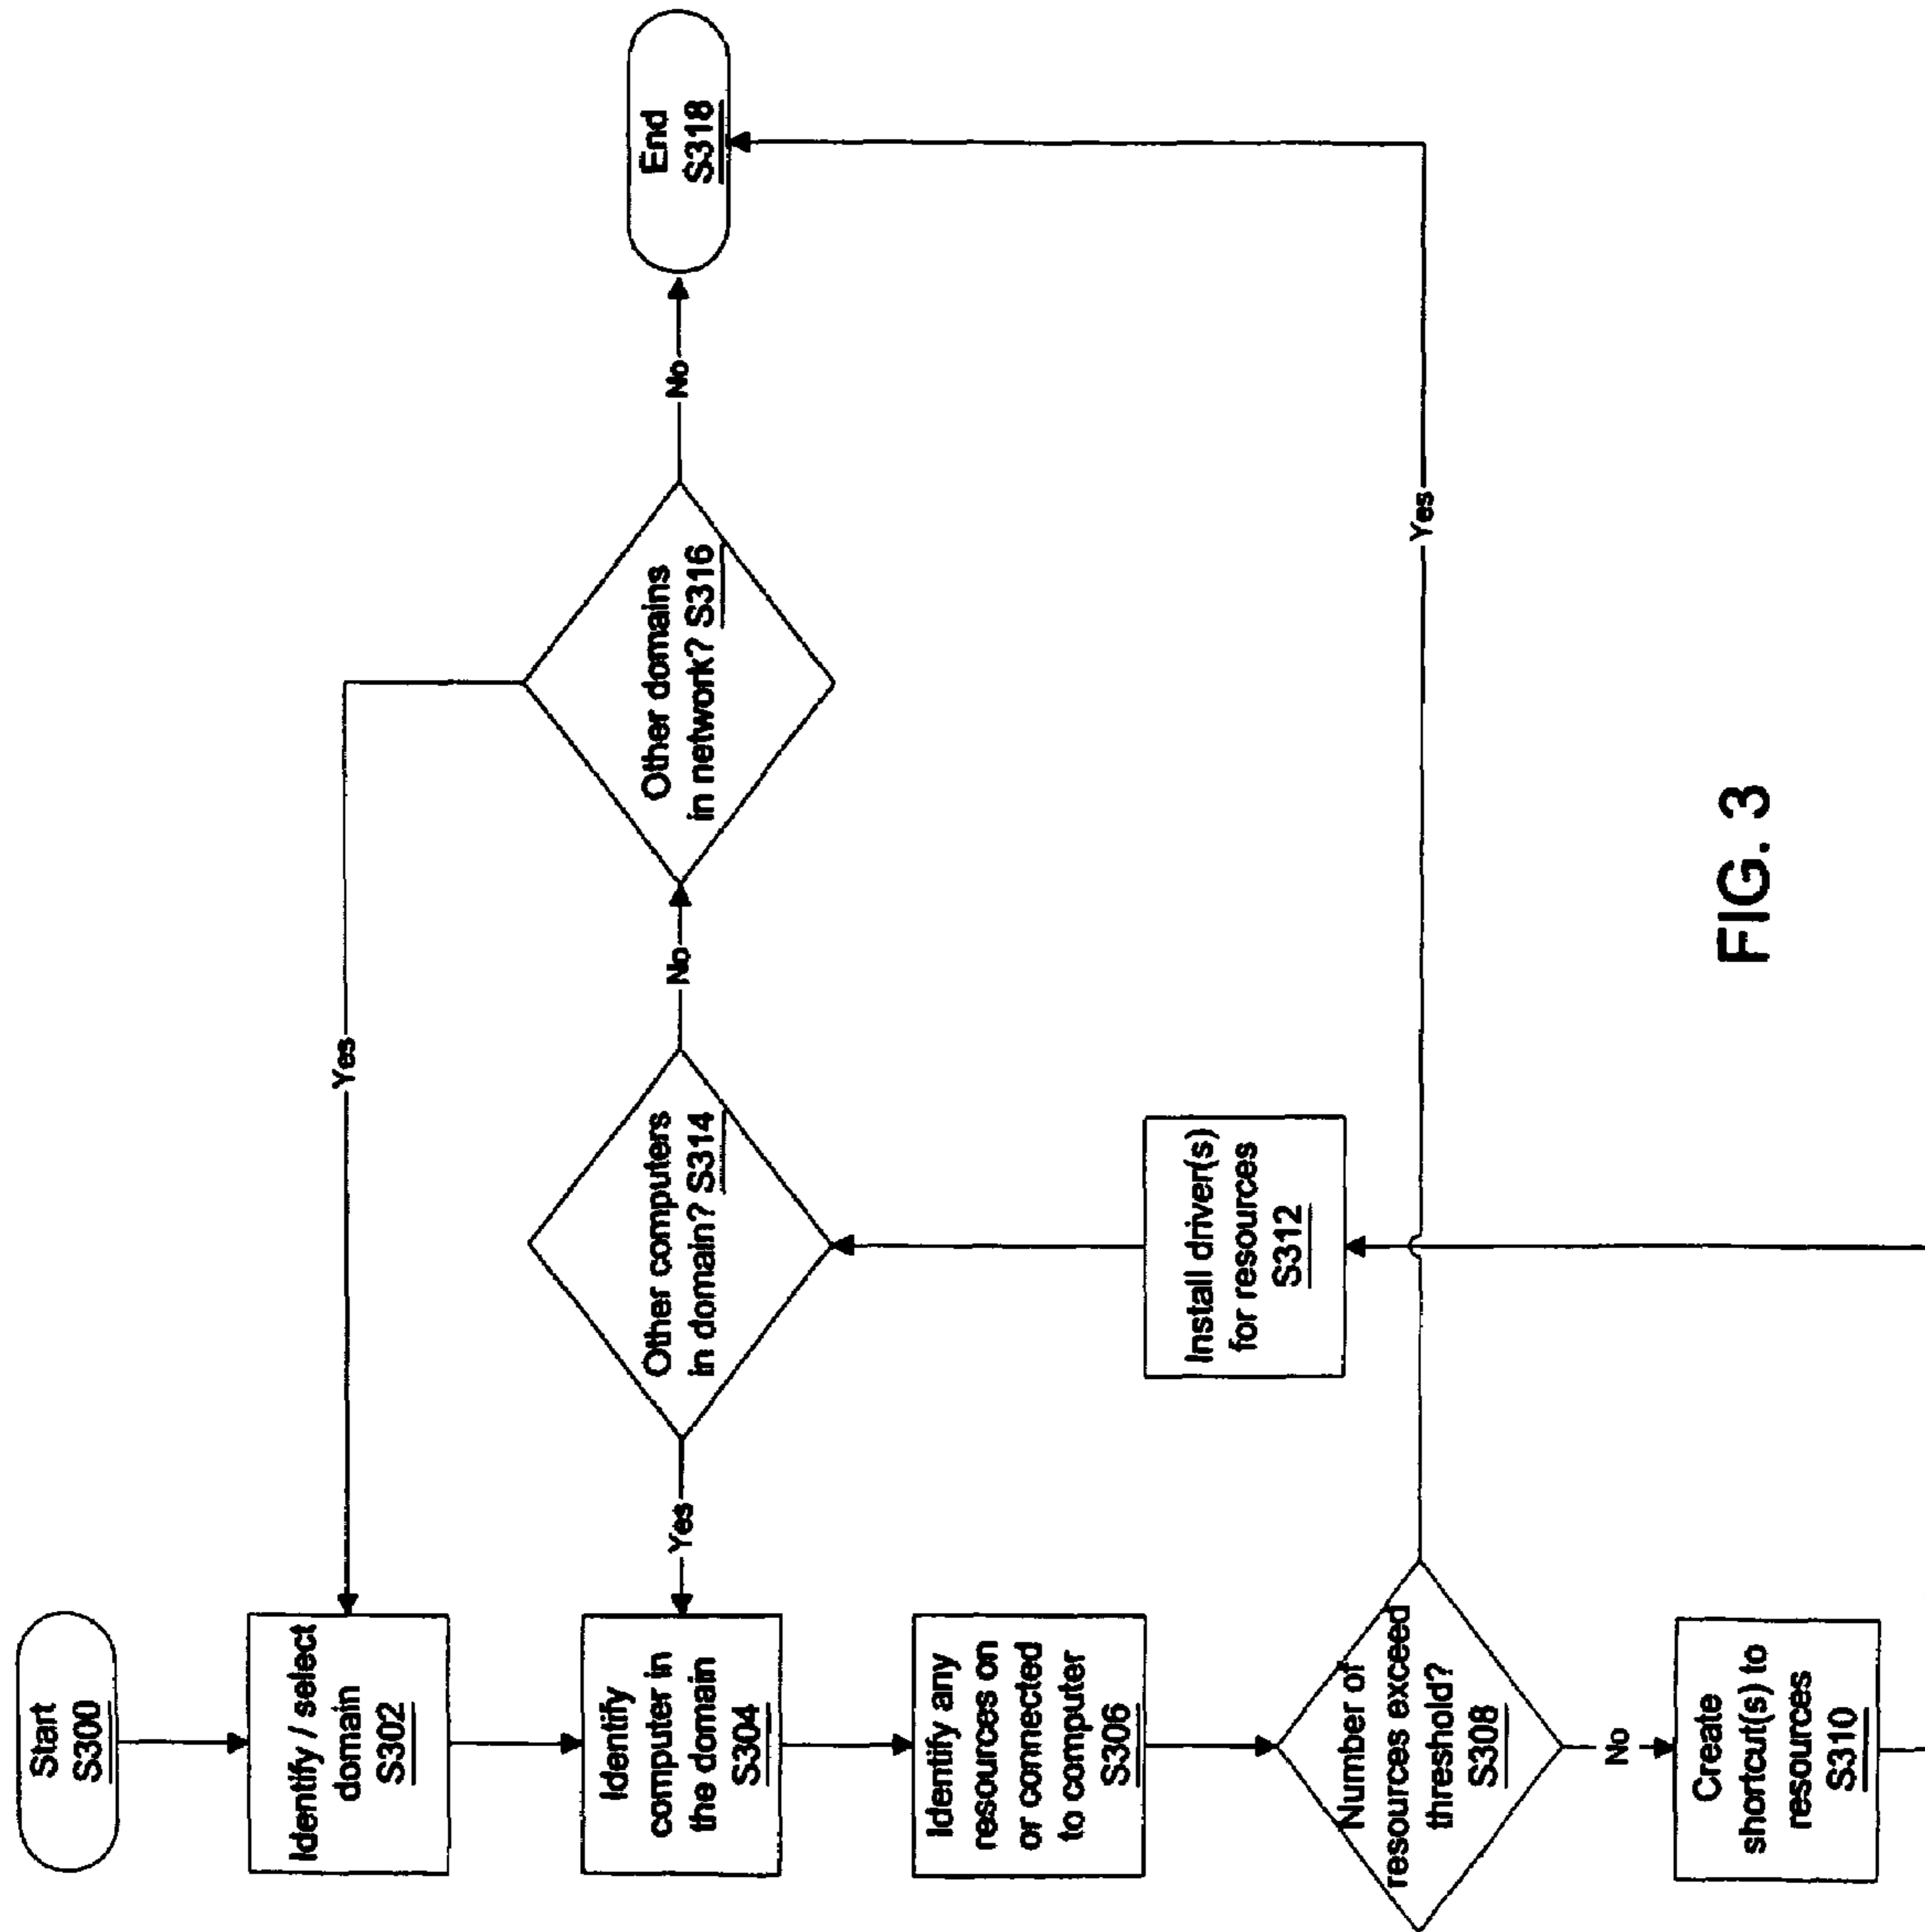 Start
S300
Identify / select
domain
S302
Identify
computer in
the domain
S304
Identify any
resources on
or connected
to computer
S306
Number of
resources exceed
threshold?
S308
No
Create
shortcut(s) to
resources
S310
Yes
Install driver(s)
for resources
S312
Yes
Other computers
in domain? S314
No
Other domains
in network? S316
Yes
No
End
S318
FIG. 3